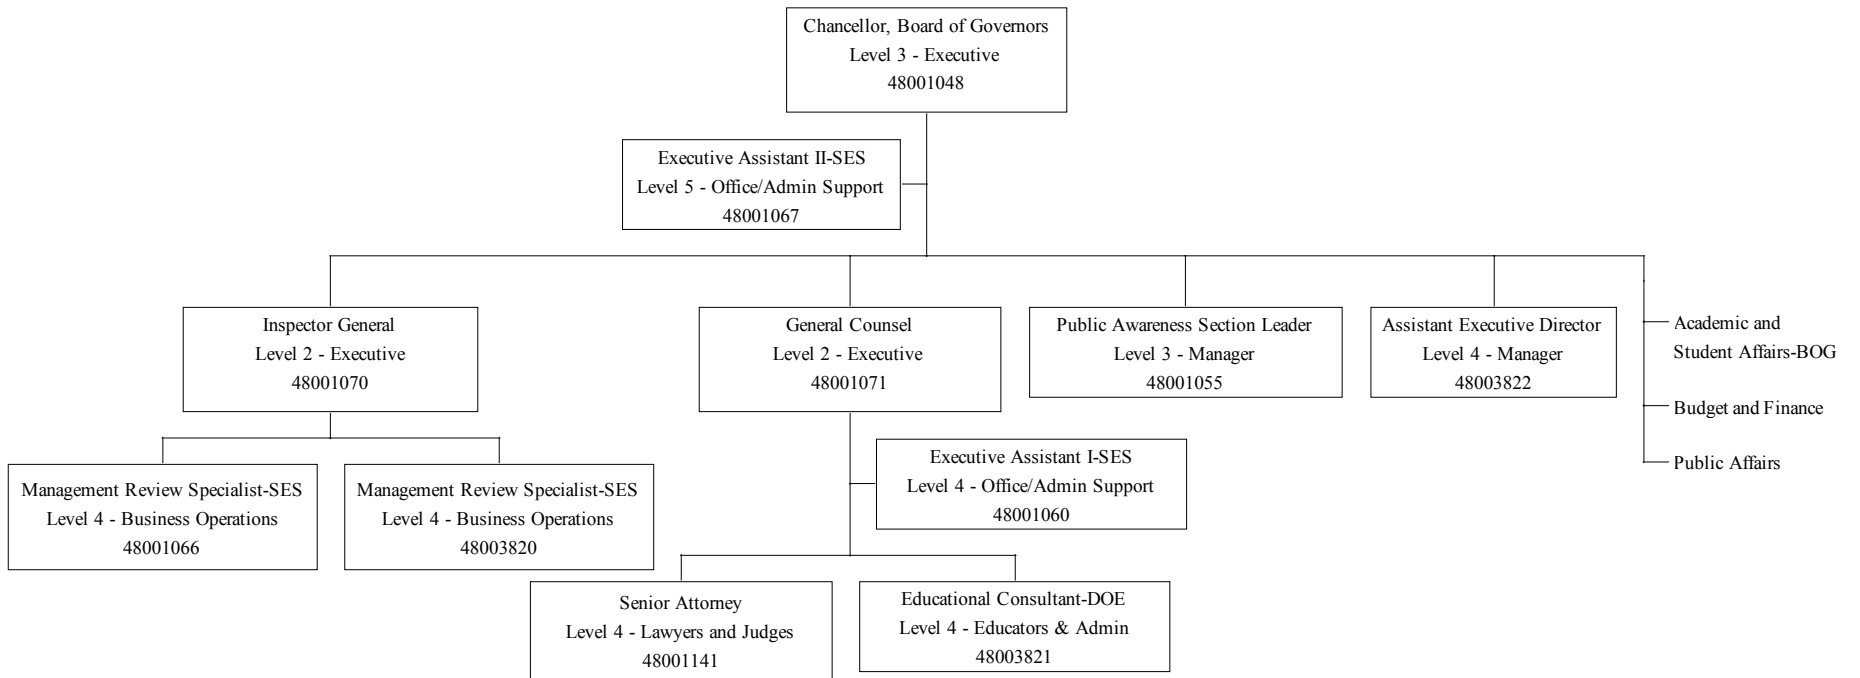 Chancellor, Board of Governors
Level 3 - Executive
48001048
Executive Assistant II-SES
Level 5 - Office/Admin Support
48001067
Inspector General
Level 2 - Executive
48001070
General Counsel
Level 2 - Executive
48001071
Public Awareness Section Leader
Level 3 - Manager
48001055
Assistant Executive Director
Level 4 - Manager
48003822
Academic and
Student Affairs-BOG
Budget and Finance
Public Affairs
Management Review Specialist-SES
Level 4 - Business Operations
48001066
Management Review Specialist-SES
Level 4 - Business Operations
48003820
Executive Assistant I-SES
Level 4 - Office/Admin Support
48001060
Senior Attorney
Level 4 - Lawyers and Judges
48001141
Educational Consultant-DOE
Level 4 - Educators & Admin
48003821